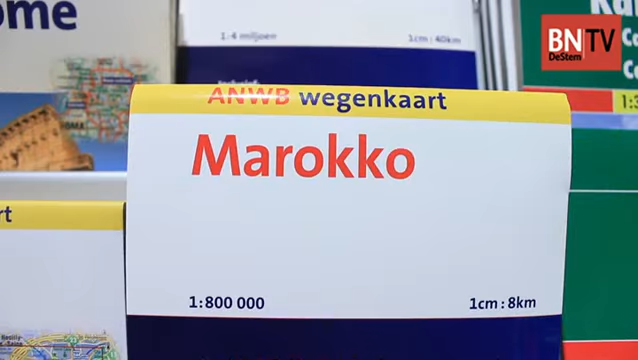 ome
1:4 miljoen
1cm:40km
BN TV
DeStem
ANWB wegenkaart
Marokko
1:800 000
1cm:8km
rt